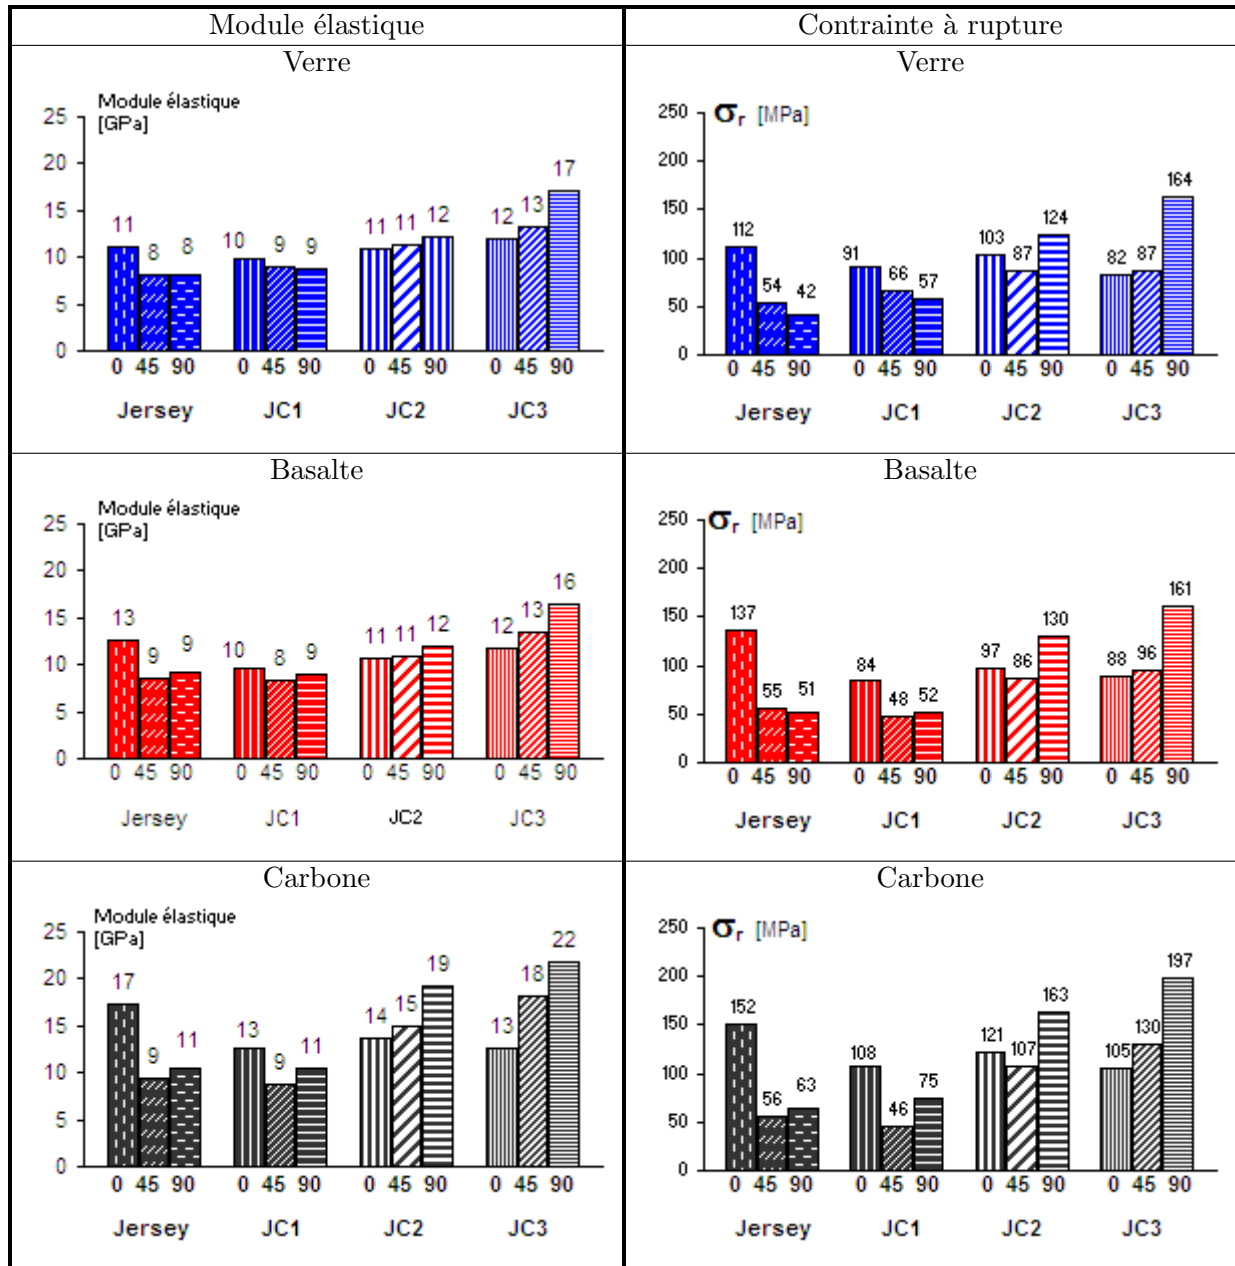 Module élastique
Contrainte à rupture
Verre
Verre
Module élastique
[GPa]
25
20
15
10
5
0
11
8
8
10
9
9
11
11
12
12
13
17
0 45 90
0 45 90
0 45 90
0 45 90
Jersey
JC1
JC2
JC3
σr [MPa]
250
200
150
100
50
0
112
54
42
91
66
57
103
87
124
82
87
164
0 45 90
0 45 90
0 45 90
0 45 90
Jersey
JC1
JC2
JC3
Basalte
Basalte
Module élastique
[GPa]
25
20
15
10
5
0
13
9
9
10
8
9
11
11
12
12
13
16
0 45 90
0 45 90
0 45 90
0 45 90
Jersey
JC1
JC2
JC3
σr [MPa]
250
200
150
100
50
0
137
55
51
84
48
52
97
86
130
88
96
161
0 45 90
0 45 90
0 45 90
0 45 90
Jersey
JC1
JC2
JC3
Carbone
Carbone
Module élastique
[GPa]
25
20
15
10
5
0
17
9
11
13
9
11
14
15
19
13
18
22
0 45 90
0 45 90
0 45 90
0 45 90
Jersey
JC1
JC2
JC3
σr [MPa]
250
200
150
100
50
0
152
56
63
108
46
75
121
107
163
105
130
197
0 45 90
0 45 90
0 45 90
0 45 90
Jersey
JC1
JC2
JC3